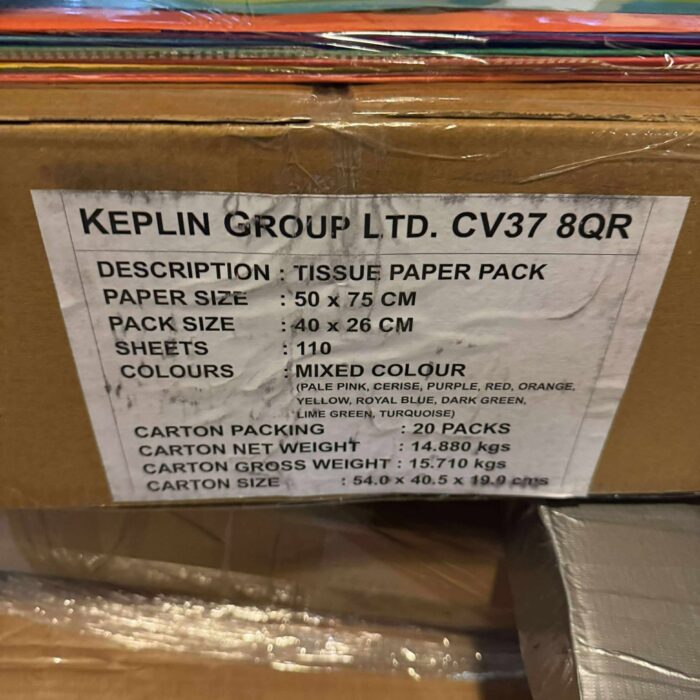 KEPLIN GROUP LTD. CV37 8QR
DESCRIPTION : TISSUE PAPER PACK
PAPER SIZE : 50 x 75 CM
PACK SIZE : 40 x 26 CM
SHEETS : 110
COLOURS : MIXED COLOUR
(PALE PINK, CERISE, PURPLE, RED, ORANGE,
YELLOW, ROYAL BLUE, DARK GREEN,
LIME GREEN, TURQUOISE)
CARTON PACKING : 20 PACKS
CARTON NET WEIGHT : 14.880 kgs
CARTON GROSS WEIGHT : 15.710 kgs
CARTON SIZE : 54.0 x 40.5 x 19.9 cms